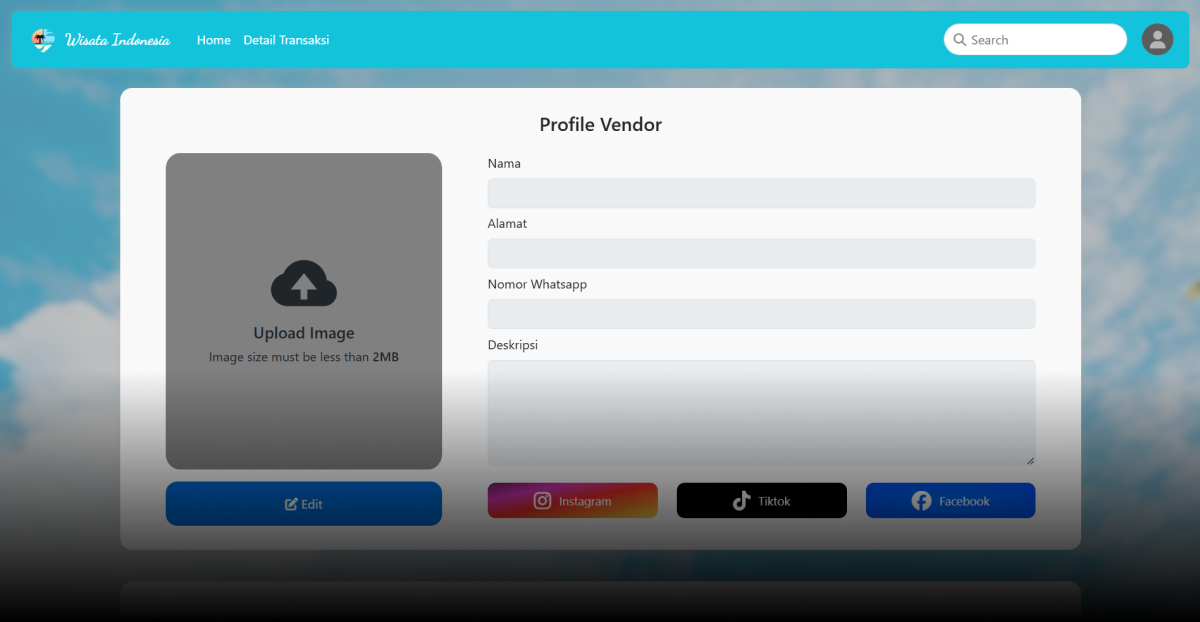 Wisata Indonesia
Home
Detail Transaksi
Search
Profile Vendor
Upload Image
Image size must be less than 2MB
Edit
Nama
Alamat
Nomor Whatsapp
Deskripsi
Instagram
Tiktok
Facebook